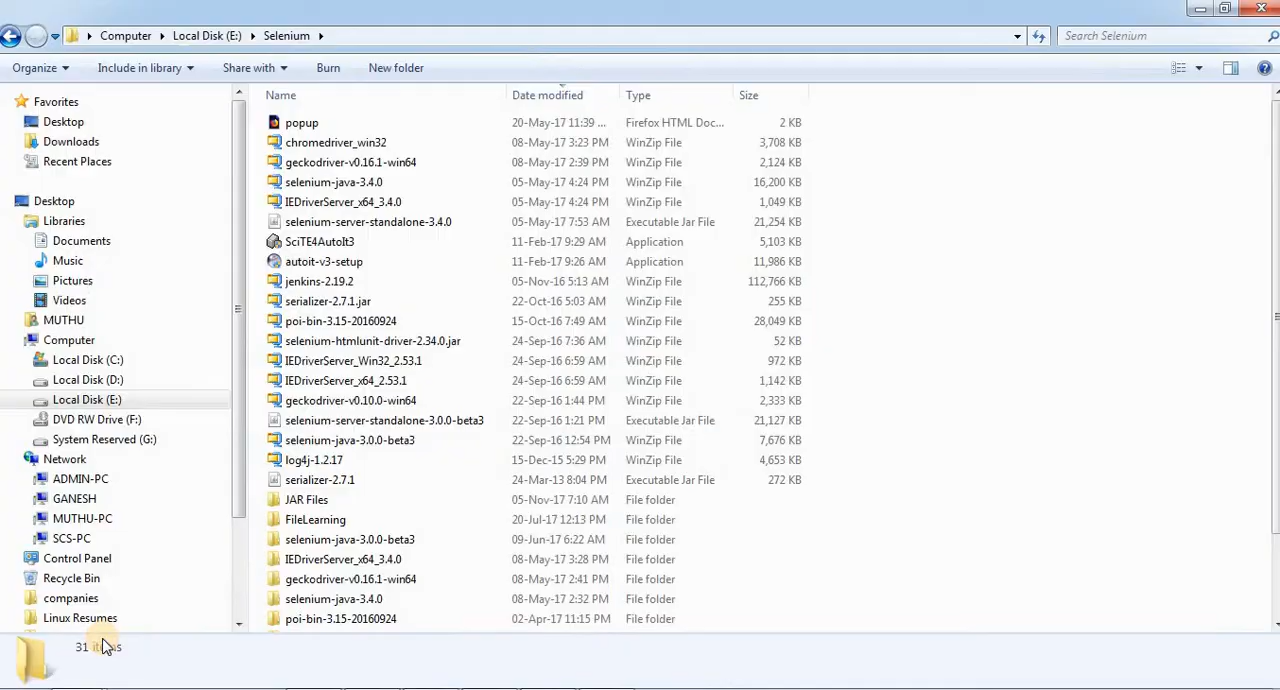 Computer Local Disk (E:) Selenium Search Selenium
Organize Include in library Share with Burn New folder
Favorites
Desktop
Downloads
Recent Places
Desktop
Libraries
Documents
Music
Pictures
Videos
MUTHU
Computer
Local Disk (C:)
Local Disk (D:)
Local Disk (E:)
DVD RW Drive (F:)
System Reserved (G:)
Network
ADMIN-PC
GANESH
MUTHU-PC
SCS-PC
Control Panel
Recycle Bin
companies
Linux Resumes
Name Date modified Type Size
popup 20-May-17 11:39 ... Firefox HTML Doc... 2 KB
chromedriver_win32 08-May-17 3:23 PM WinZip File 3,708 KB
geckodriver-v0.16.1-win64 08-May-17 2:39 PM WinZip File 2,124 KB
selenium-java-3.4.0 05-May-17 4:24 PM WinZip File 16,200 KB
IEDriverServer_x64_3.4.0 05-May-17 4:24 PM WinZip File 1,049 KB
selenium-server-standalone-3.4.0 05-May-17 7:53 AM Executable Jar File 21,254 KB
SciTE4AutoIt3 11-Feb-17 9:29 AM Application 5,103 KB
autoit-v3-setup 11-Feb-17 9:26 AM Application 11,986 KB
jenkins-2.19.2 05-Nov-16 5:13 AM WinZip File 112,766 KB
serializer-2.7.1.jar 22-Oct-16 5:03 AM WinZip File 255 KB
poi-bin-3.15-20160924 15-Oct-16 7:49 AM WinZip File 28,049 KB
selenium-htmlunit-driver-2.34.0.jar 24-Sep-16 7:36 AM WinZip File 52 KB
IEDriverServer_Win32_2.53.1 24-Sep-16 6:59 AM WinZip File 972 KB
IEDriverServer_x64_2.53.1 24-Sep-16 6:59 AM WinZip File 1,142 KB
geckodriver-v0.10.0-win64 22-Sep-16 1:44 PM WinZip File 2,333 KB
selenium-server-standalone-3.0.0-beta3 22-Sep-16 1:21 PM Executable Jar File 21,127 KB
selenium-java-3.0.0-beta3 22-Sep-16 12:54 PM WinZip File 7,676 KB
log4j-1.2.17 15-Dec-15 5:29 PM WinZip File 4,653 KB
serializer-2.7.1 24-Mar-13 8:04 PM Executable Jar File 272 KB
JAR Files 05-Nov-17 7:10 AM File folder
FileLearning 20-Jul-17 12:13 PM File folder
selenium-java-3.0.0-beta3 09-Jun-17 6:22 AM File folder
IEDriverServer_x64_3.4.0 08-May-17 3:28 PM File folder
geckodriver-v0.16.1-win64 08-May-17 2:41 PM File folder
selenium-java-3.4.0 08-May-17 2:32 PM File folder
poi-bin-3.15-20160924 02-Apr-17 11:15 PM File folder
31 items